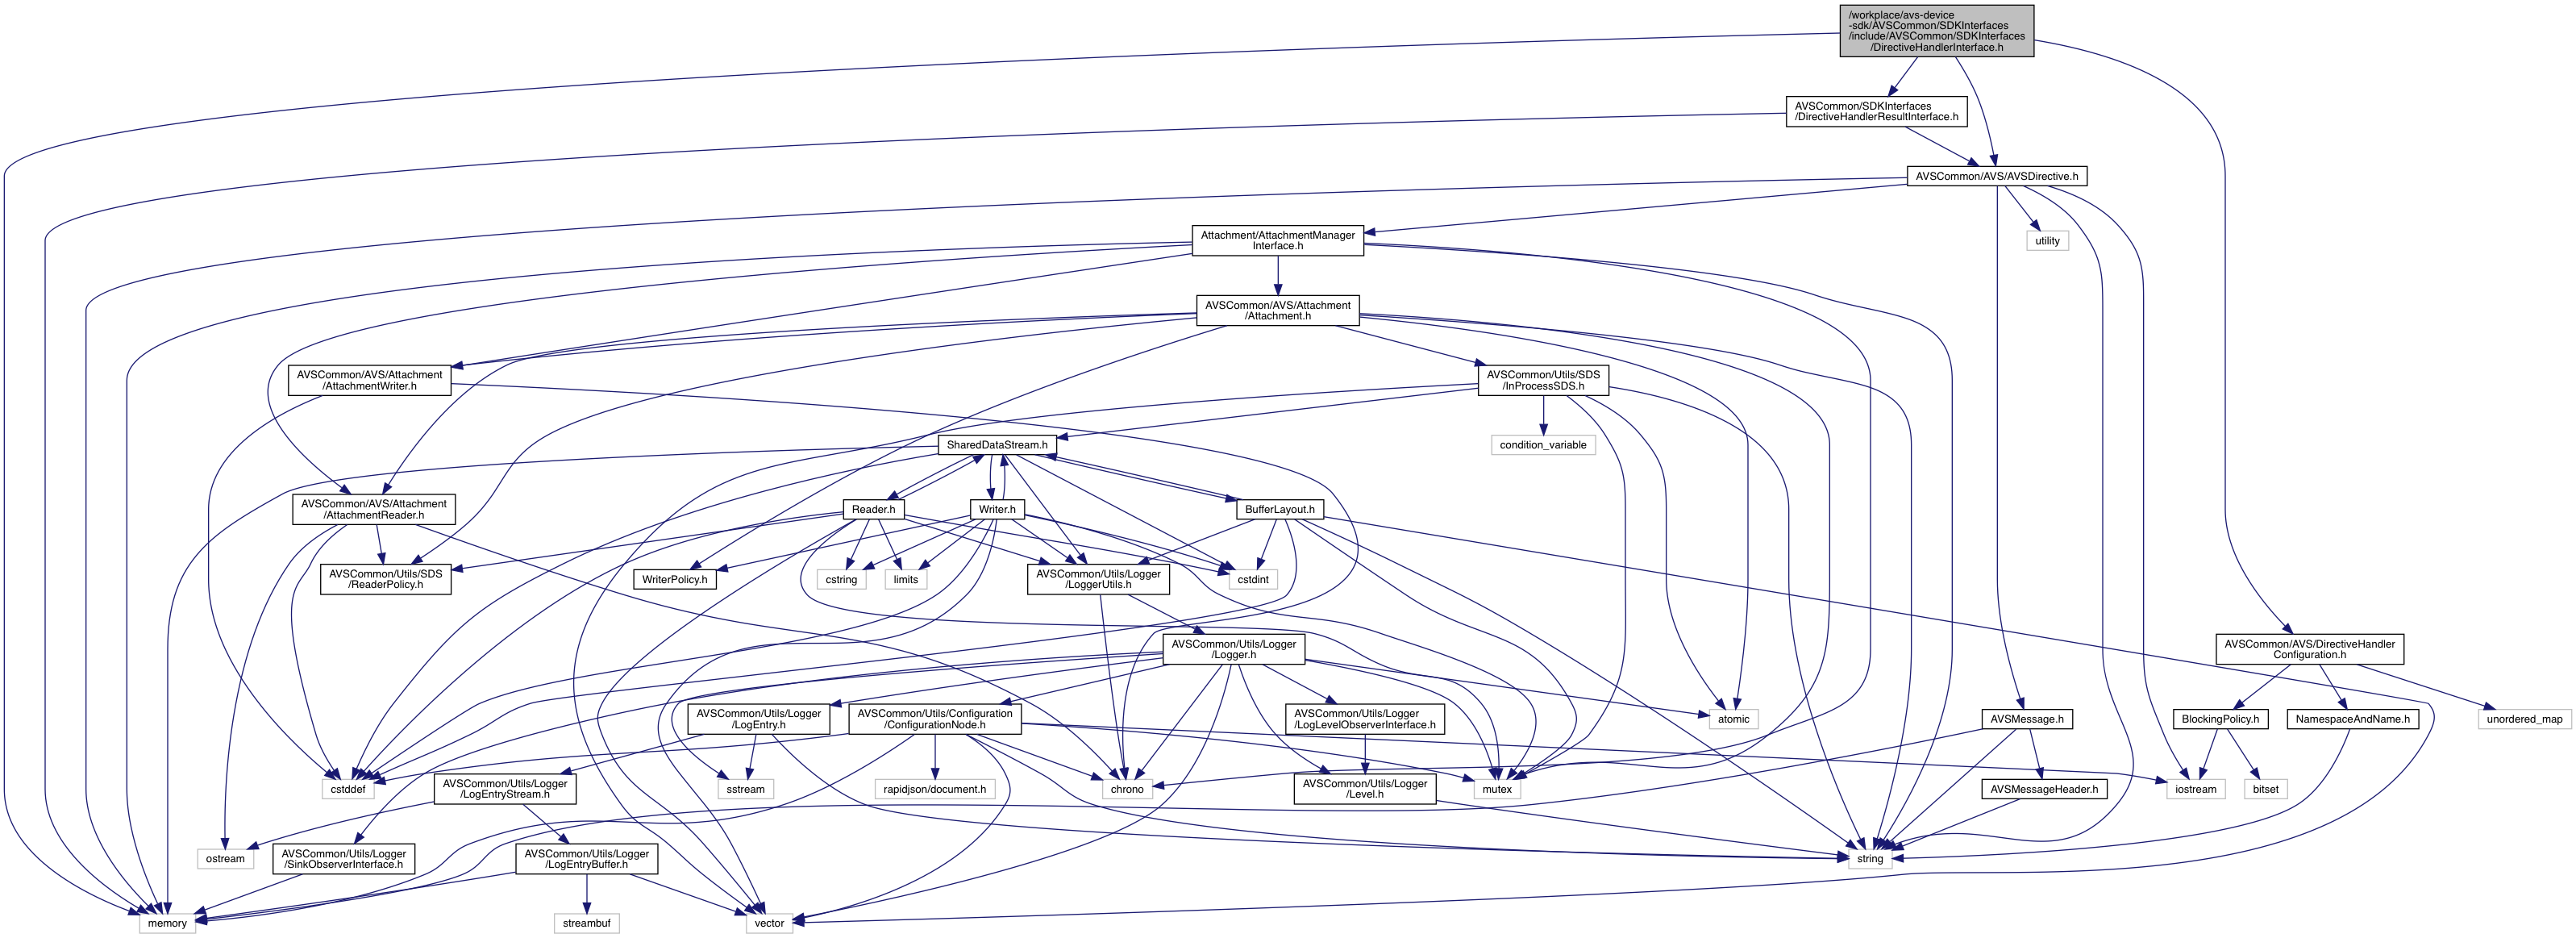 /workplace/avs-device
-sdk/AVSCommon/SDKInterfaces
/include/AVSCommon/SDKInterfaces
/DirectiveHandlerInterface.h
AVSCommon/SDKInterfaces
/DirectiveHandlerResultInterface.h
AVSCommon/AVS/AVSDirective.h
Attachment/AttachmentManager
Interface.h
utility
AVSCommon/AVS/Attachment
/Attachment.h
AVSCommon/AVS/Attachment
/AttachmentWriter.h
AVSCommon/Utils/SDS
/InProcessSDS.h
SharedDataStream.h
condition_variable
AVSCommon/AVS/Attachment
/AttachmentReader.h
Reader.h
Writer.h
BufferLayout.h
AVSCommon/Utils/SDS
/ReaderPolicy.h
WriterPolicy.h
cstring
limits
AVSCommon/Utils/Logger
/LoggerUtils.h
cstdint
AVSCommon/Utils/Logger
/Logger.h
AVSCommon/AVS/DirectiveHandler
Configuration.h
AVSCommon/Utils/Logger
/LogEntry.h
AVSCommon/Utils/Configuration
/ConfigurationNode.h
AVSCommon/Utils/Logger
/LogLevelObserverInterface.h
atomic
AVSMessage.h
BlockingPolicy.h
NamespaceAndName.h
unordered_map
cstddef
AVSCommon/Utils/Logger
/LogEntryStream.h
sstream
rapidjson/document.h
chrono
AVSCommon/Utils/Logger
/Level.h
mutex
AVSMessageHeader.h
iostream
bitset
ostream
AVSCommon/Utils/Logger
/SinkObserverInterface.h
AVSCommon/Utils/Logger
/LogEntryBuffer.h
string
memory
streambuf
vector